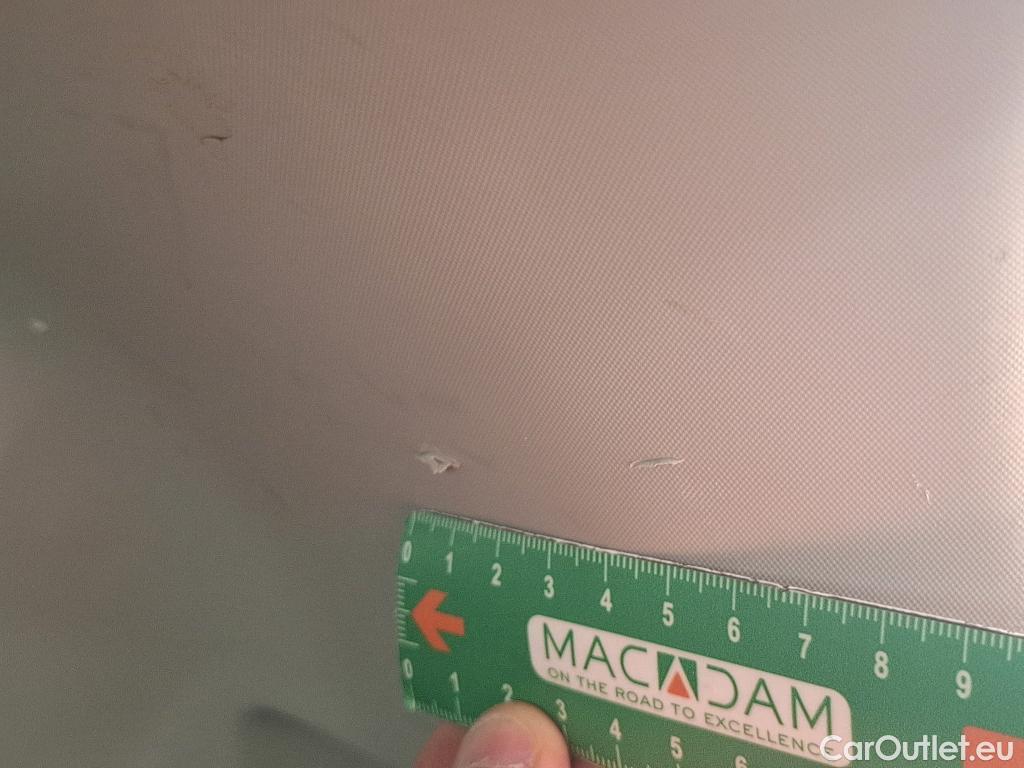 0 1 2 3 4 5 6 7 8 9
MACADAM
ON THE ROAD TO EXCELLENCE
0 1 2 3 4 5 6
CarOutlet.eu